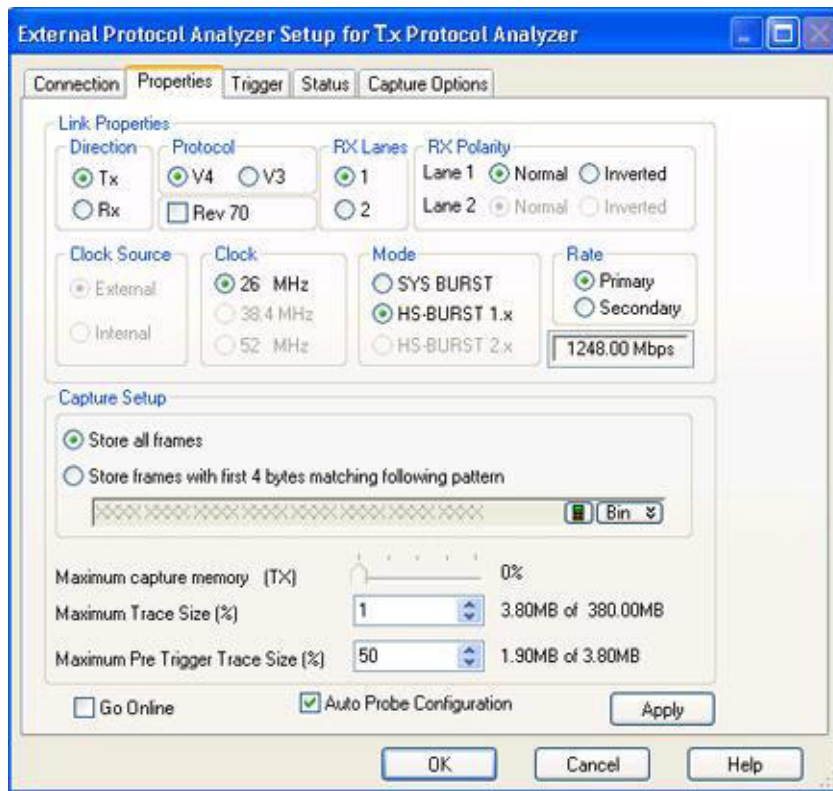 External Protocol Analyzer Setup for Tx Protocol Analyzer
Connection Properties Trigger Status Capture Options
Link Properties
Direction Protocol RX Lanes RX Polarity
Tx V4 V3 1 Lane 1 Normal Inverted
Rx Rev 70 2 Lane 2 Normal Inverted
Clock Source Clock Mode Rate
External 26 MHz SYS BURST Primary
38.4 MHz HS-BURST 1.x Secondary
Internal 52 MHz HS-BURST 2.x 1248.00 Mbps
Capture Setup
Store all frames
Store frames with first 4 bytes matching following pattern
XXXX XXXX XXXX XXXX XXXX XXXX XXXX XXXX Bin
Maximum capture memory (TX) 0%
Maximum Trace Size (%) 1 3.80MB of 380.00MB
Maximum Pre Trigger Trace Size (%) 50 1.90MB of 3.80MB
Go Online Auto Probe Configuration Apply
OK Cancel Help